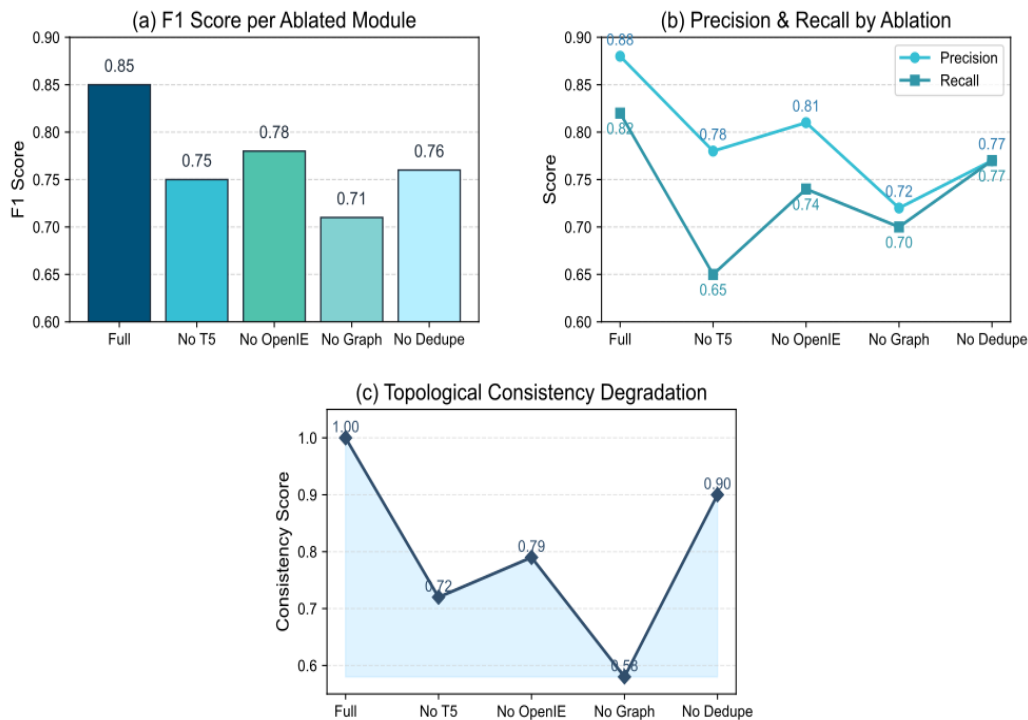 (a) F1 Score per Ablated Module
F1 Score
0.90
0.85
0.80
0.75
0.70
0.65
0.60
0.85
0.75
0.78
0.71
0.76
Full
No T5
No OpenIE
No Graph
No Dedupe
(b) Precision & Recall by Ablation
Score
0.90
0.85
0.80
0.75
0.70
0.65
0.60
Precision
Recall
0.88
0.78
0.81
0.72
0.77
0.82
0.65
0.74
0.70
0.77
Full
No T5
No OpenIE
No Graph
No Dedupe
(c) Topological Consistency Degradation
Consistency Score
1.0
0.9
0.8
0.7
0.6
1.00
0.72
0.79
0.58
0.90
Full
No T5
No OpenIE
No Graph
No Dedupe